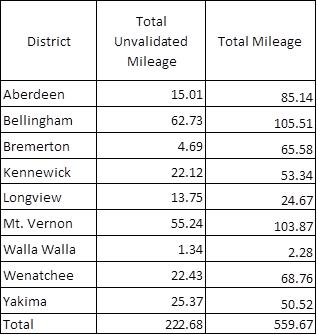 District Total Unvalidated Mileage Total Mileage
Aberdeen 15.01 85.14
Bellingham 62.73 105.51
Bremerton 4.69 65.58
Kennewick 22.12 53.34
Longview 13.75 24.67
Mt. Vernon 55.24 103.87
Walla Walla 1.34 2.28
Wenatchee 22.43 68.76
Yakima 25.37 50.52
Total 222.68 559.67